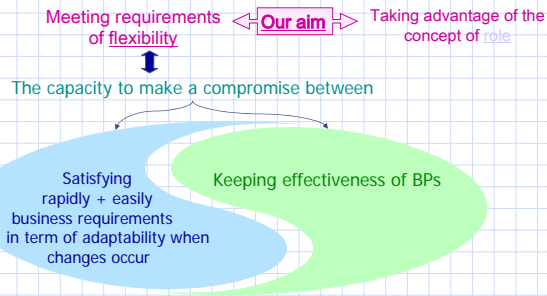 Meeting requirements
of flexibility
Our aim
Taking advantage of the
concept of role
The capacity to make a compromise between
Satisfying
rapidly + easily
business requirements
in term of adaptability when
changes occur
Keeping effectiveness of BPs